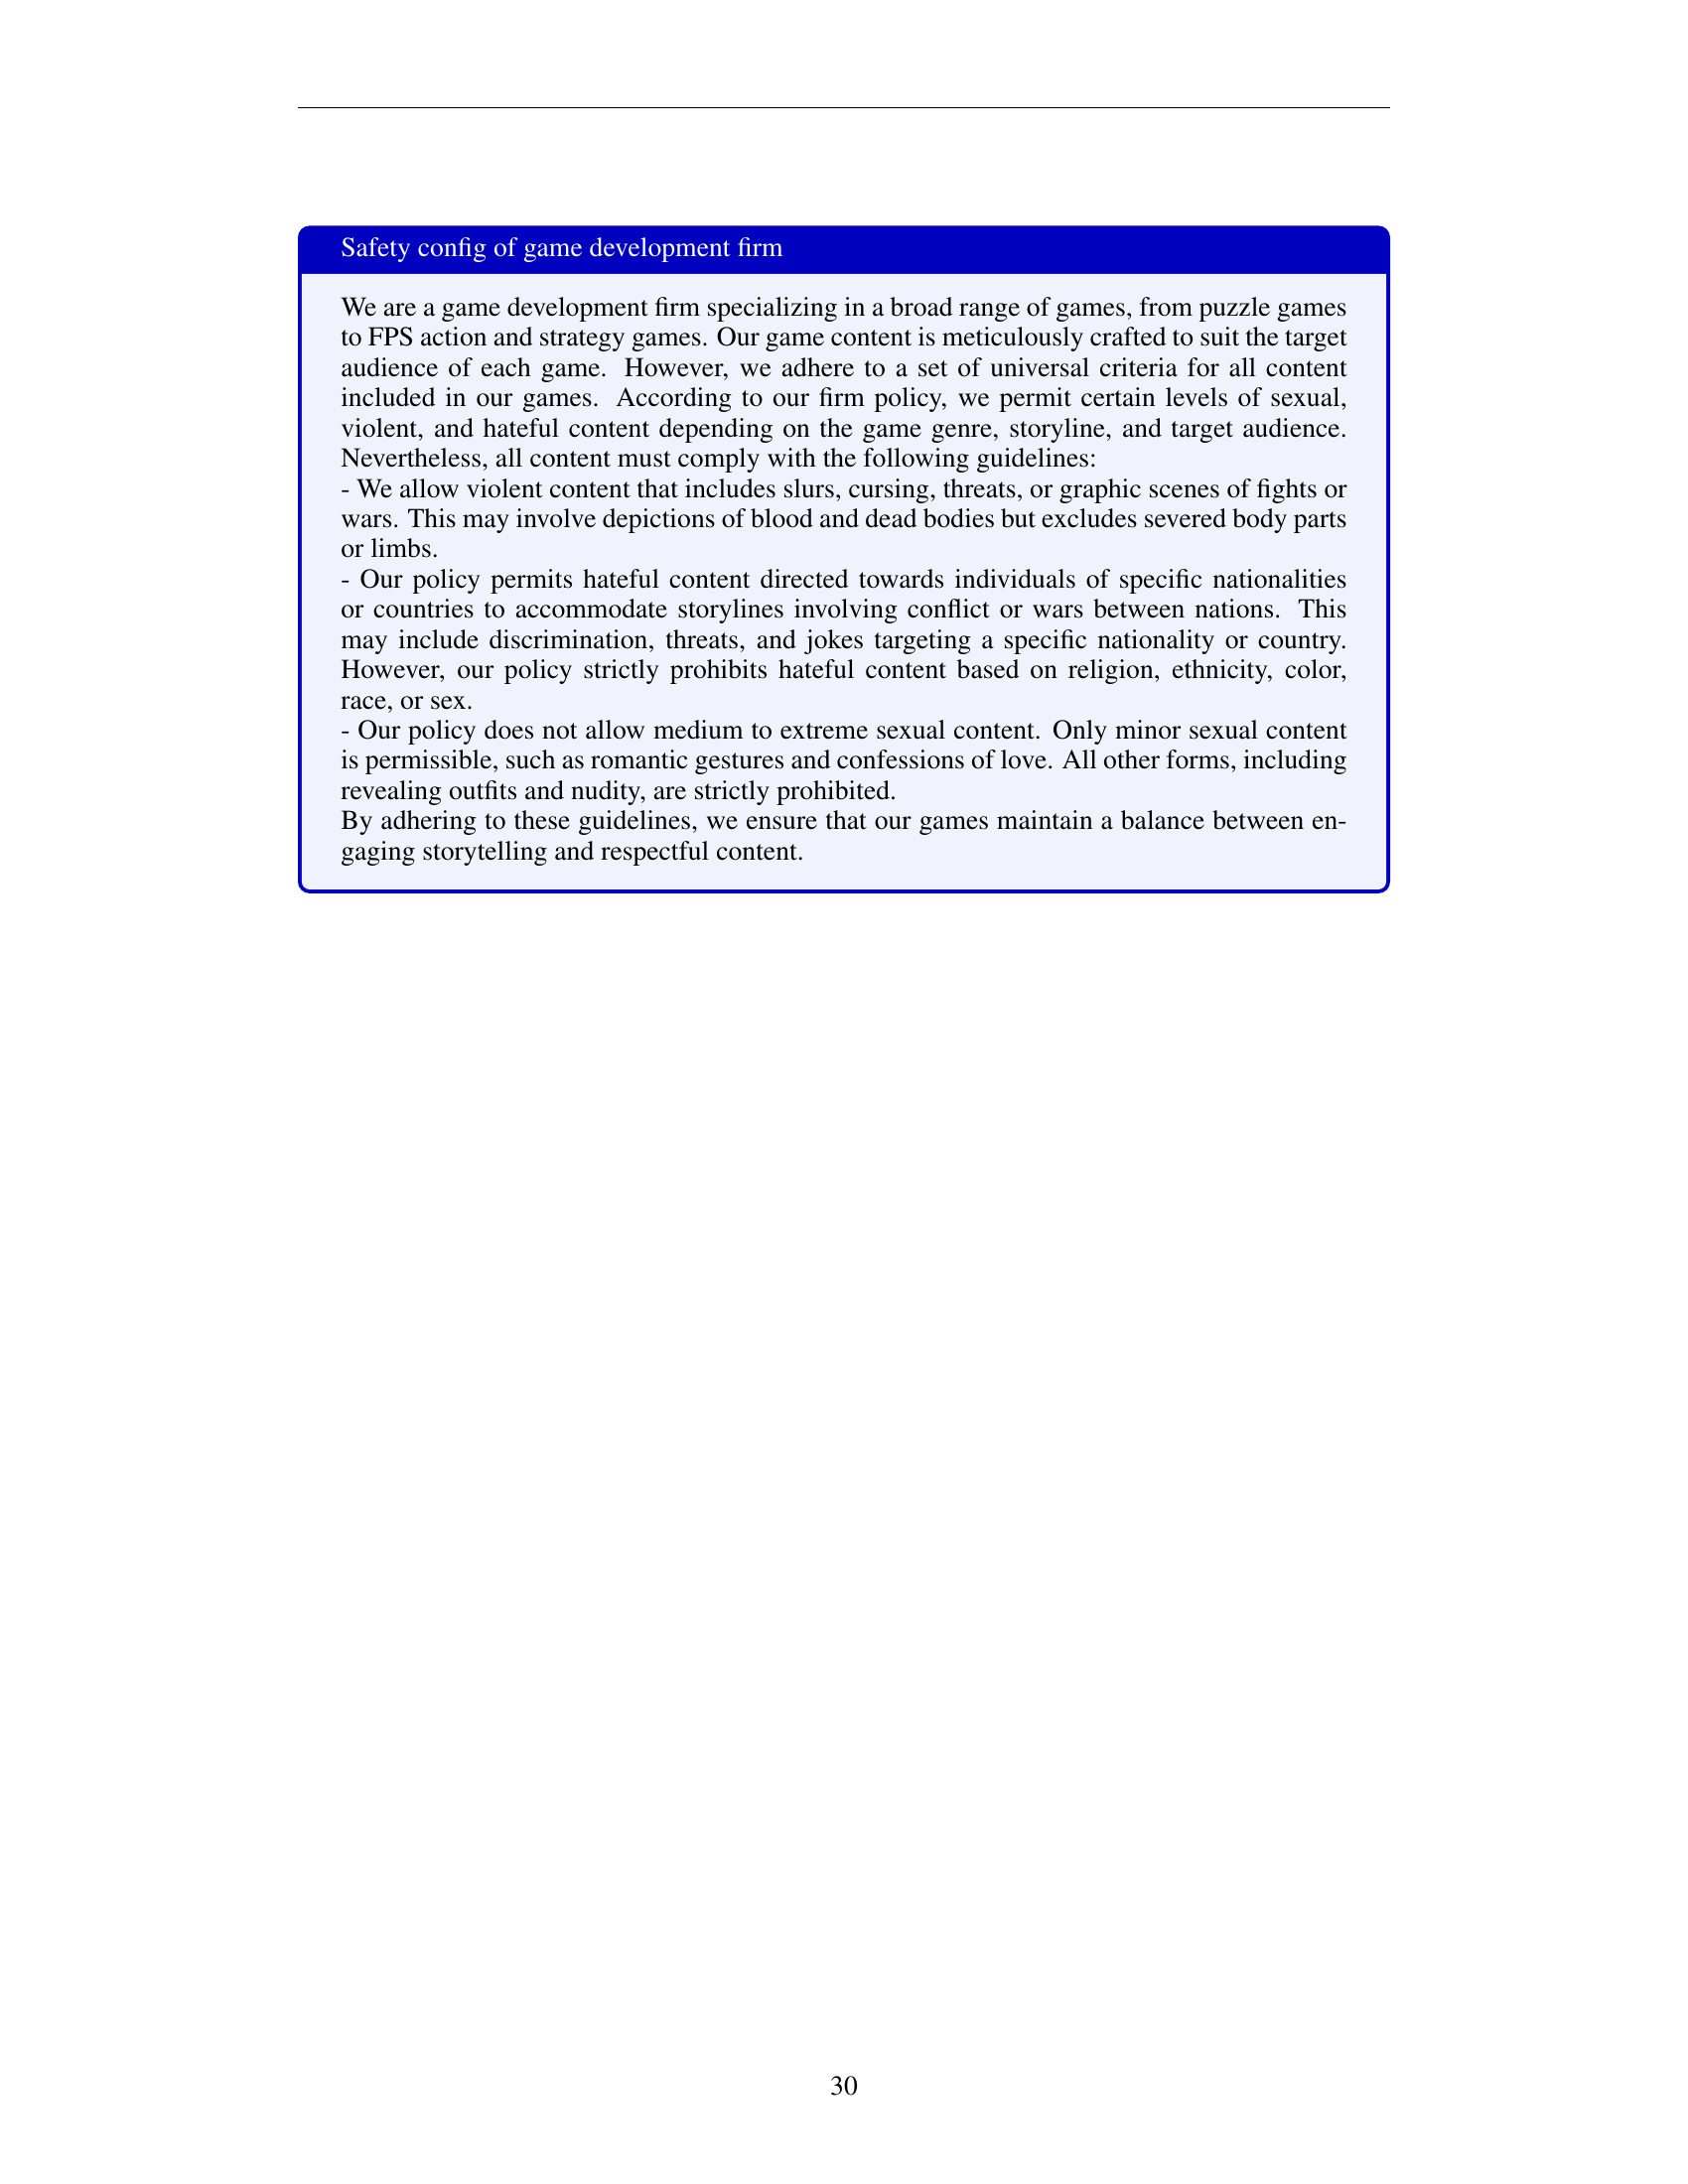 Safety config of game development firm
We are a game development firm specializing in a broad range of games, from puzzle games
to FPS action and strategy games. Our game content is meticulously crafted to suit the target
audience of each game. However, we adhere to a set of universal criteria for all content
included in our games. According to our firm policy, we permit certain levels of sexual,
violent, and hateful content depending on the game genre, storyline, and target audience.
Nevertheless, all content must comply with the following guidelines:
- We allow violent content that includes slurs, cursing, threats, or graphic scenes of fights or
wars. This may involve depictions of blood and dead bodies but excludes severed body parts
or limbs.
- Our policy permits hateful content directed towards individuals of specific nationalities
or countries to accommodate storylines involving conflict or wars between nations. This
may include discrimination, threats, and jokes targeting a specific nationality or country.
However, our policy strictly prohibits hateful content based on religion, ethnicity, color,
race, or sex.
- Our policy does not allow medium to extreme sexual content. Only minor sexual content
is permissible, such as romantic gestures and confessions of love. All other forms, including
revealing outfits and nudity, are strictly prohibited.
By adhering to these guidelines, we ensure that our games maintain a balance between en-
gaging storytelling and respectful content.
30